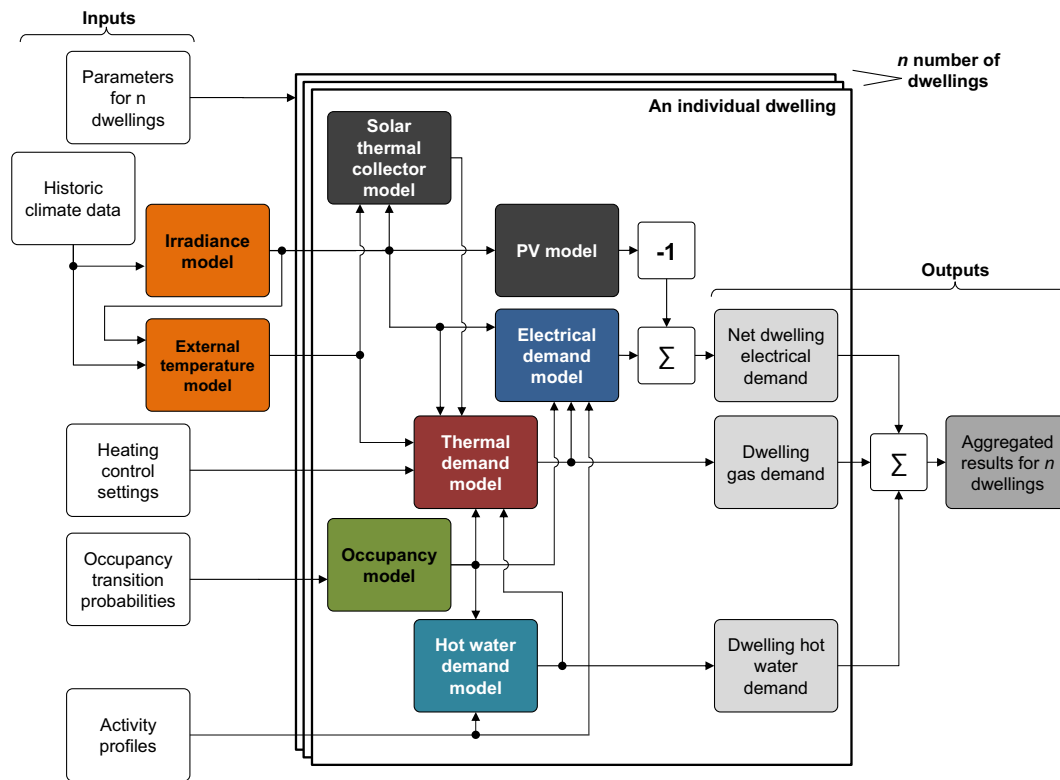 Inputs
Parameters
for n
dwellings
n number of
dwellings
An individual dwelling
Solar
thermal
collector
model
Historic
climate data
Irradiance
model
PV model
-1
Outputs
External
temperature
model
Electrical
demand
model
∑
Net dwelling
electrical
demand
Heating
control
settings
Thermal
demand
model
Dwelling
gas demand
∑
Aggregated
results for n
dwellings
Occupancy
transition
probabilities
Occupancy
model
Hot water
demand
model
Dwelling hot
water
demand
Activity
profiles